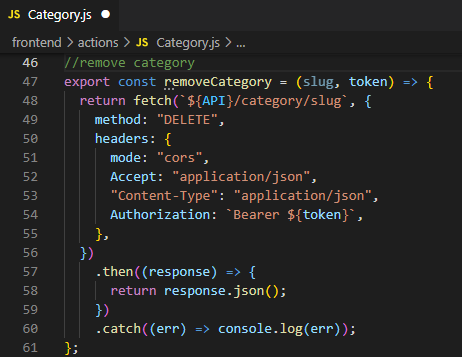 JS Category.js ●
frontend > actions > JS Category.js > ...
46 //remove category
47 export const removeCategory = (slug, token) => {
48   return fetch(`${API}/category/slug`, {
49     method: "DELETE",
50     headers: {
51       mode: "cors",
52       Accept: "application/json",
53       "Content-Type": "application/json",
54       Authorization: `Bearer ${token}`,
55     },
56   })
57     .then((response) => {
58       return response.json();
59     })
60     .catch((err) => console.log(err));
61 };